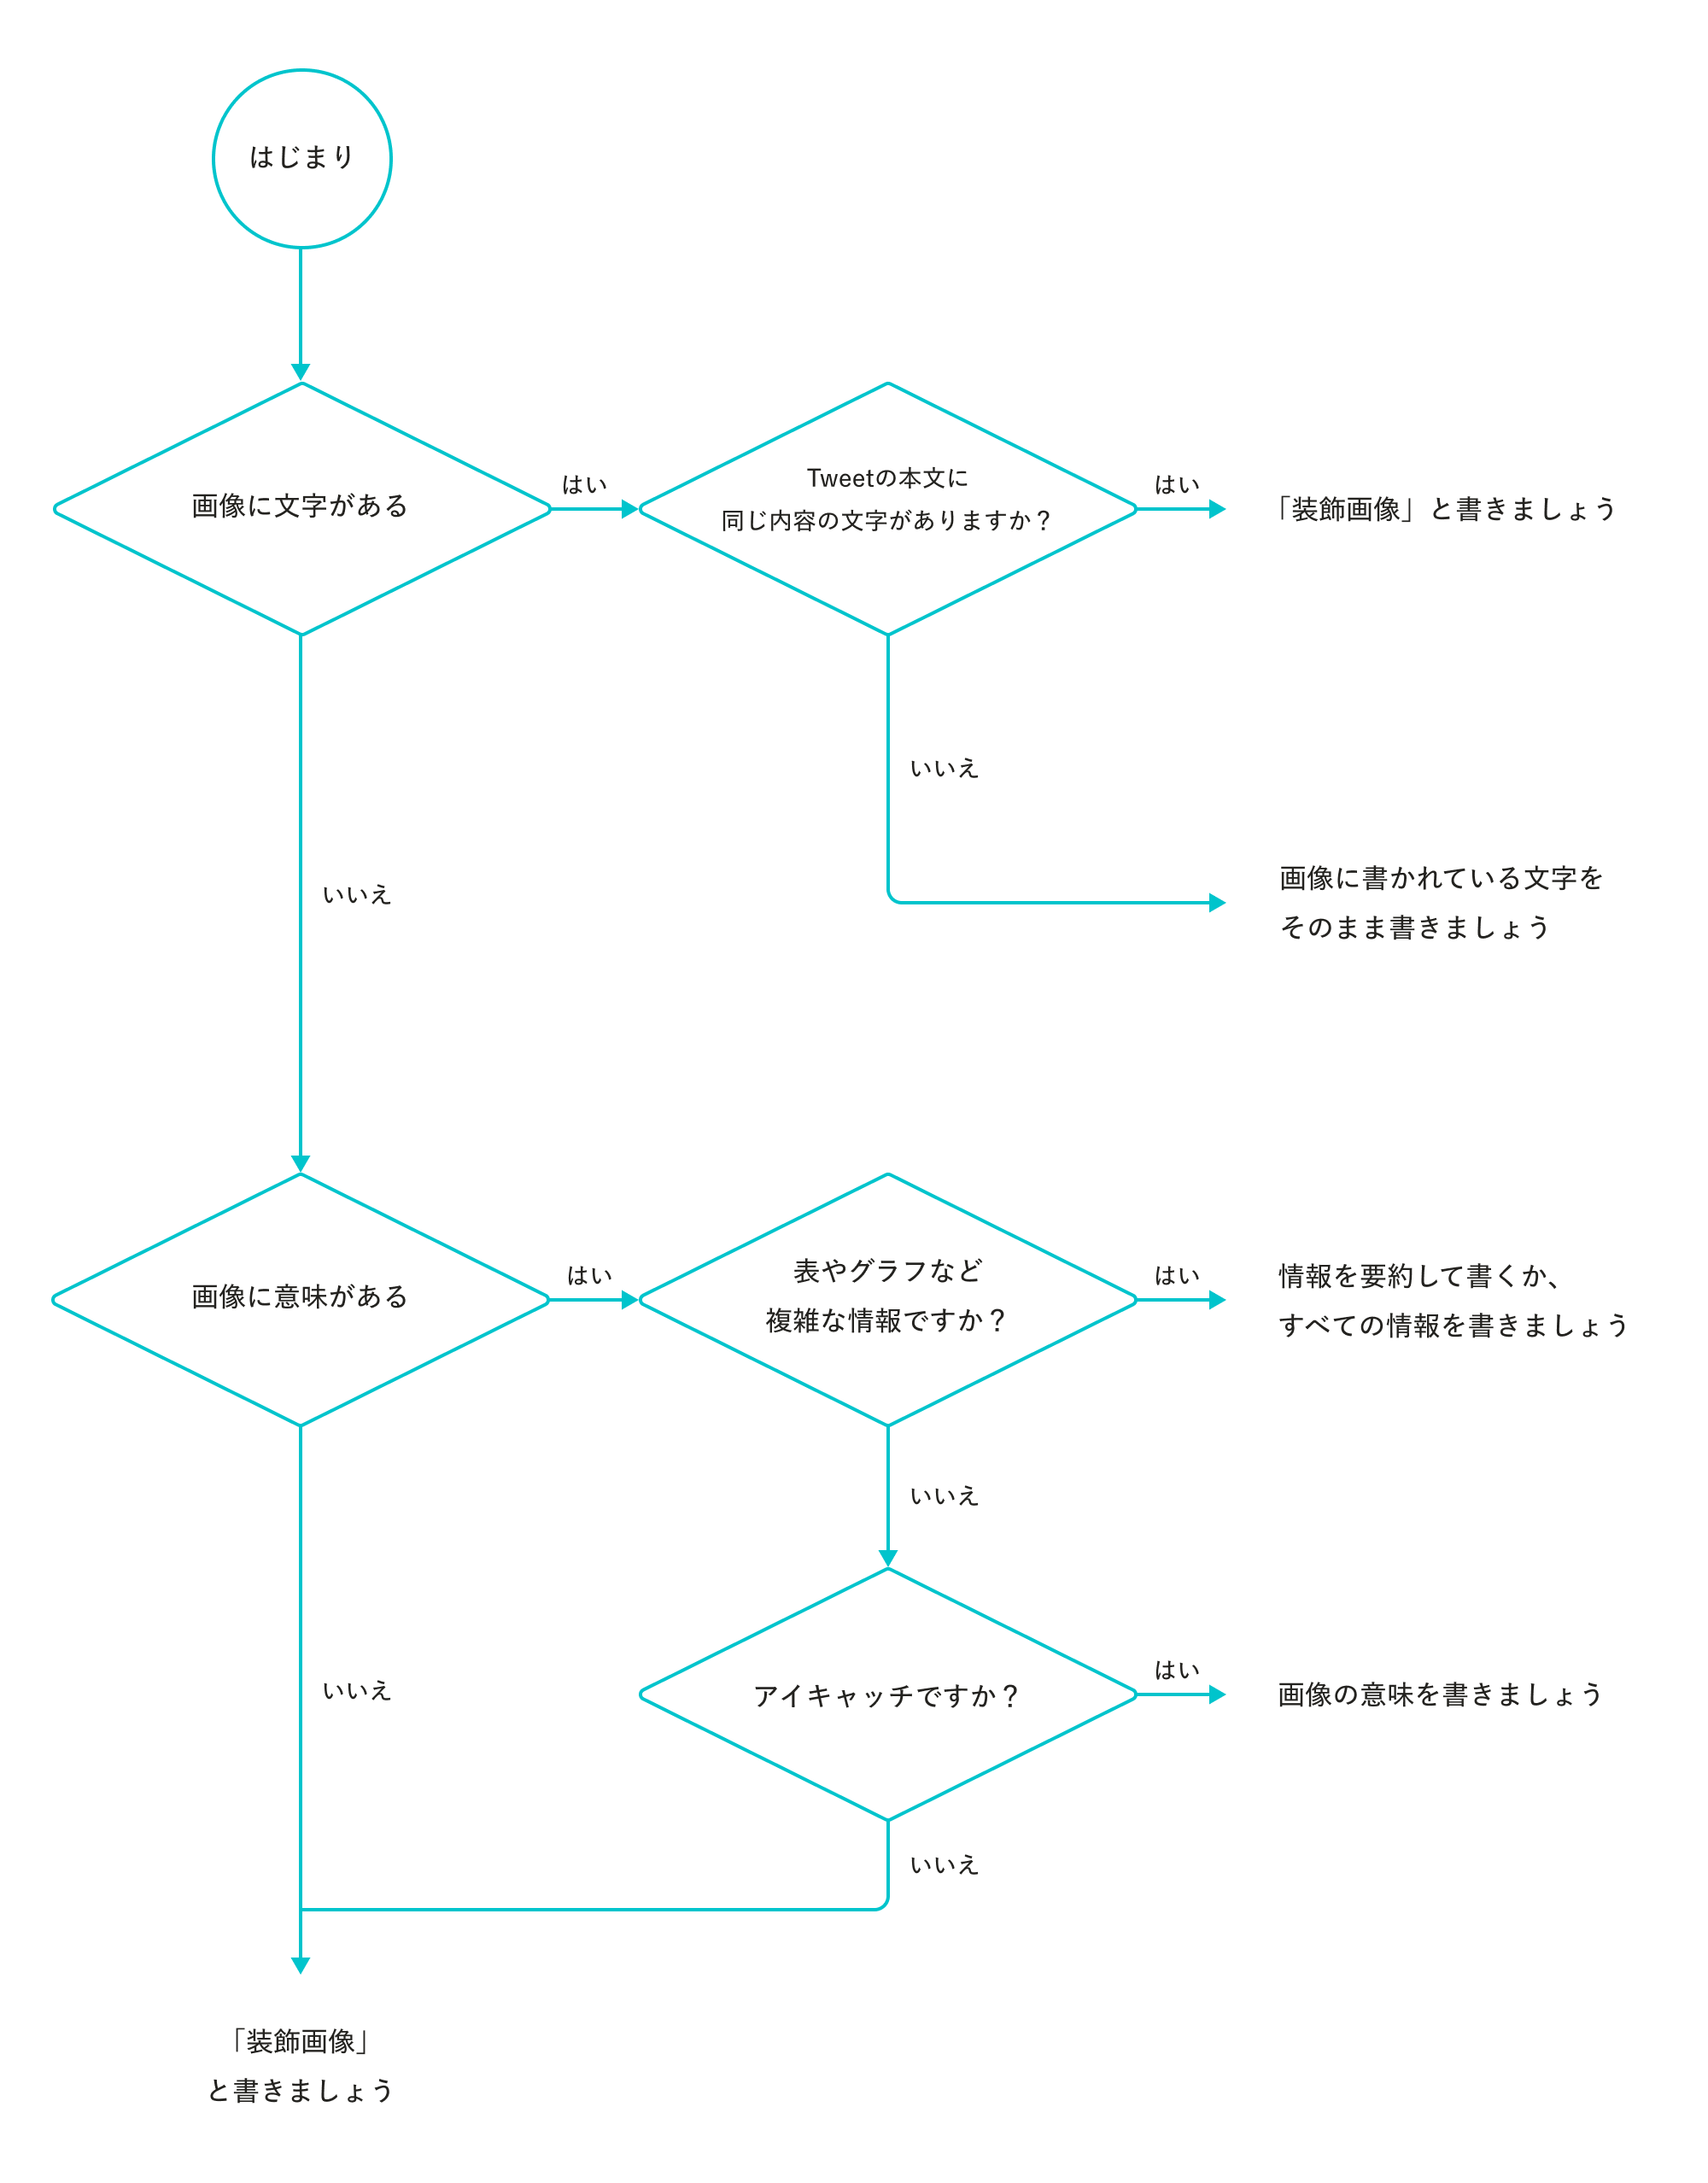 はじまり
画像に文字がある
はい
Tweetの本文に
同じ内容の文字がありますか？
はい
「装飾画像」と書きましょう
いいえ
画像に書かれている文字を
そのまま書きましょう
いいえ
画像に意味がある
はい
表やグラフなど
複雑な情報ですか？
はい
情報を要約して書くか、
すべての情報を書きましょう
いいえ
アイキャッチですか？
はい
画像の意味を書きましょう
いいえ
いいえ
「装飾画像」
と書きましょう